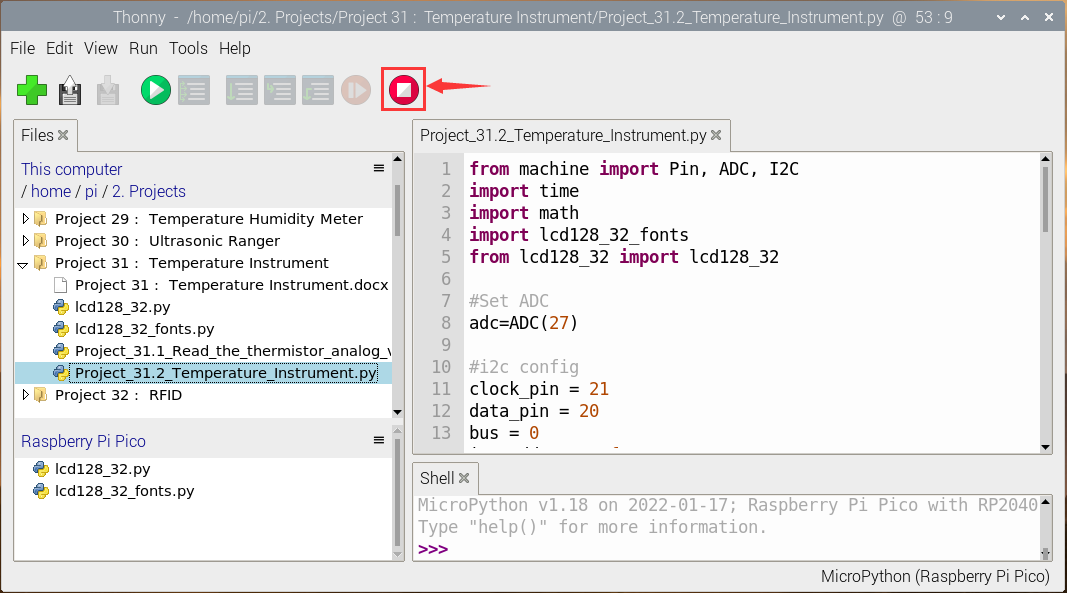 Thonny - /home/pi/2. Projects/Project 31 : Temperature Instrument/Project_31.2_Temperature_Instrument.py @ 53 : 9
File Edit View Run Tools Help
Files
This computer
/ home / pi / 2. Projects
Project 29 : Temperature Humidity Meter
Project 30 : Ultrasonic Ranger
Project 31 : Temperature Instrument
Project 31 : Temperature Instrument.docx
lcd128_32.py
lcd128_32_fonts.py
Project_31.1_Read_the_thermistor_analog_v
Project_31.2_Temperature_Instrument.py
Project 32 : RFID
Raspberry Pi Pico
lcd128_32.py
lcd128_32_fonts.py
Project_31.2_Temperature_Instrument.py
1 from machine import Pin, ADC, I2C
2 import time
3 import math
4 import lcd128_32_fonts
5 from lcd128_32 import lcd128_32
6
7 #Set ADC
8 adc=ADC(27)
9
10 #i2c config
11 clock_pin = 21
12 data_pin = 20
13 bus = 0
Shell
MicroPython v1.18 on 2022-01-17; Raspberry Pi Pico with RP2040
Type "help()" for more information.
>>>
MicroPython (Raspberry Pi Pico)